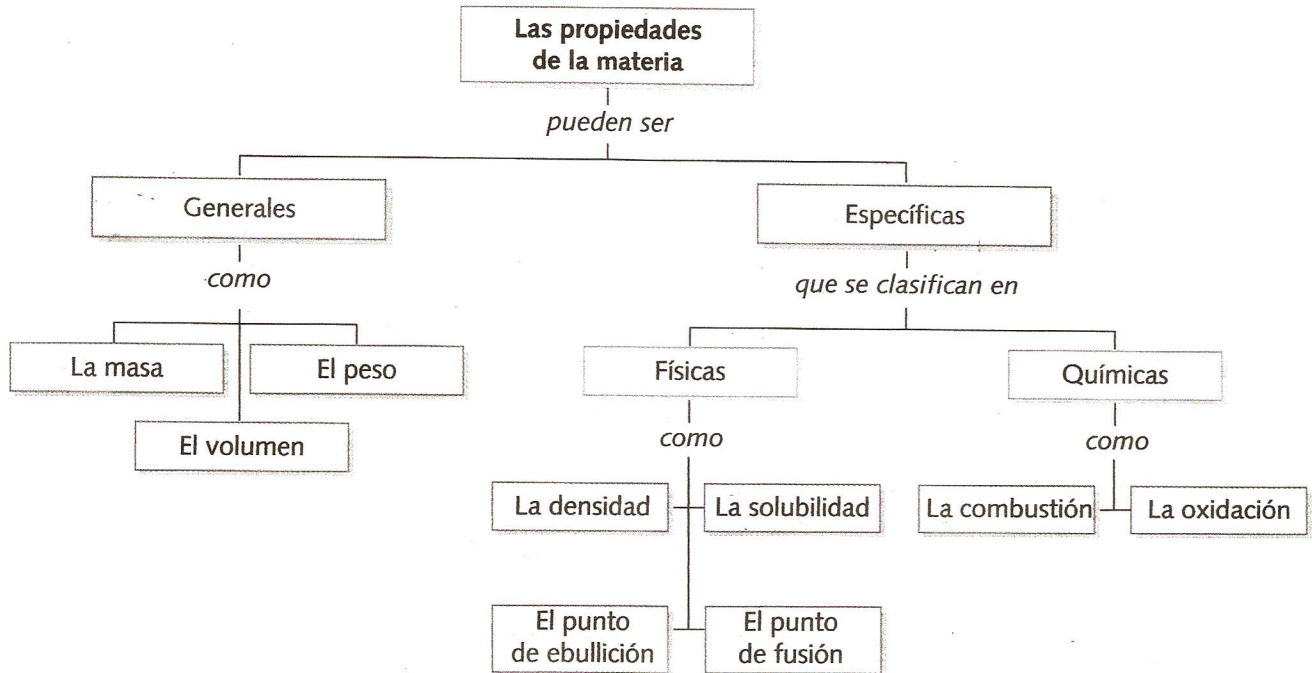 Las propiedades
de la materia
pueden ser
Generales
Específicas
como
que se clasifican en
La masa
El peso
Físicas
Químicas
El volumen
como
como
La densidad
La solubilidad
La combustión
La oxidación
El punto
de ebullición
El punto
de fusión